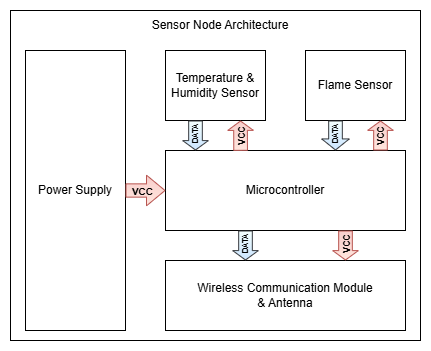 Sensor Node Architecture
Temperature &
Humidity Sensor
Flame Sensor
DATA
VCC
DATA
VCC
Power Supply
VCC
Microcontroller
DATA
VCC
Wireless Communication Module
& Antenna